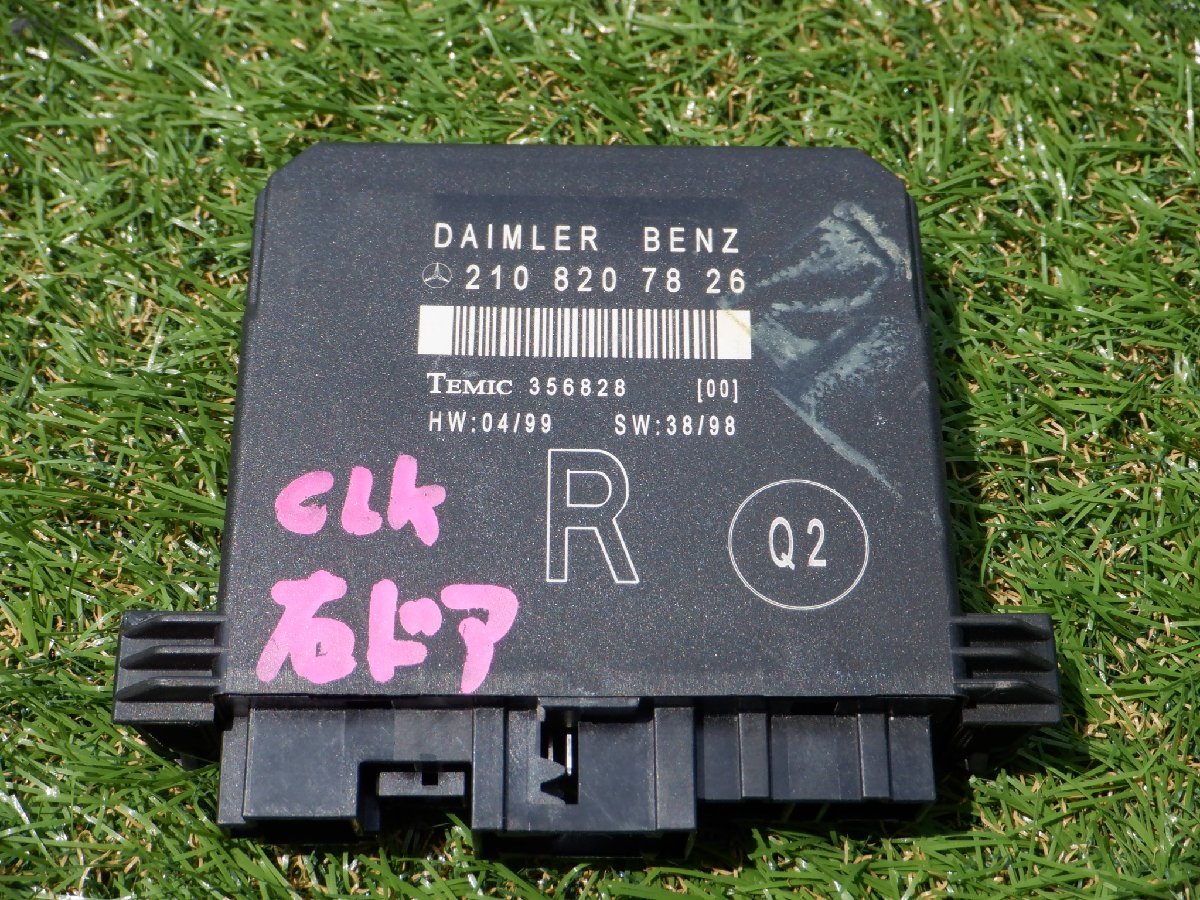 DAIMLER BENZ
210 820 78 26
TEMIC 356828 [00]
HW:04/99 SW:38/98
R
Q2
CLK
右ドア